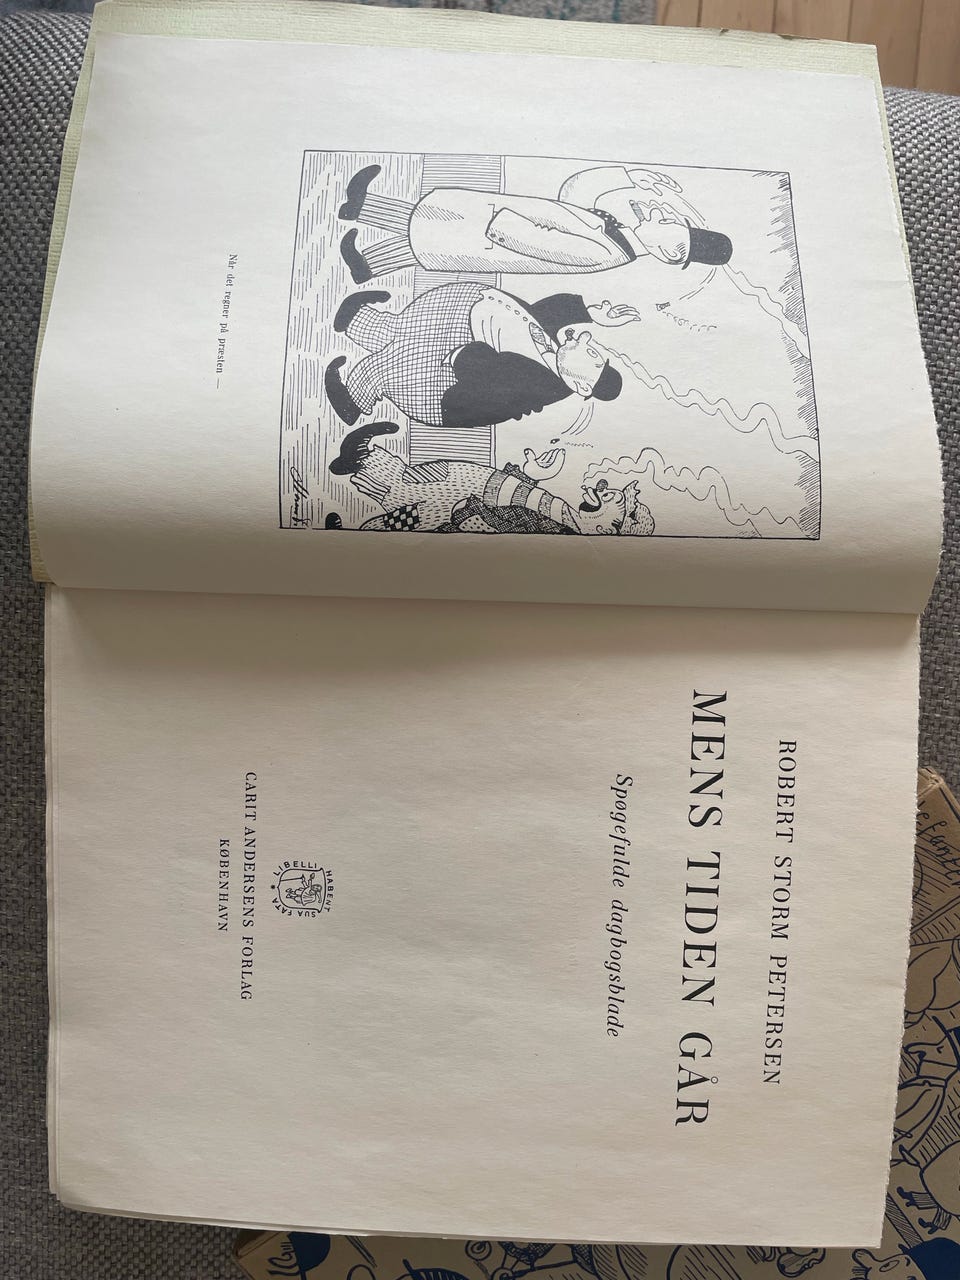 Når det regner på præsten —
Storm P.
ROBERT STORM PETERSEN
MENS TIDEN GÅR
Spøgefulde dagbogsblade
LIBELLI HABENT SUA FATA
CARIT ANDERSENS FORLAG
KØBENHAVN